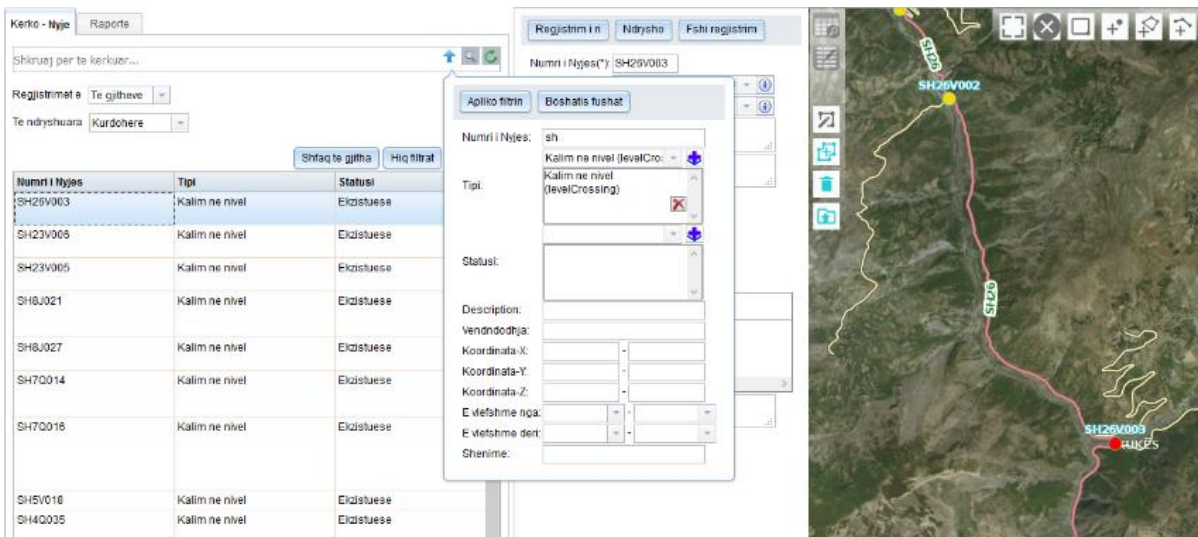 Kerko - Nyje
Raporte
Shkruaj per te kerkuar...
Regjistrimet e
Te gjitheve
Te ndryshuara
Kurdohere
Shfaq te gjitha
Hiq filtrat
Numri i Nyjes
Tipi
Statusi
SH26V003
Kalim ne nivel
Ekzistuese
SH23V006
Kalim ne nivel
Ekzistuese
SH23V005
Kalim ne nivel
Ekzistuese
SH8J021
Kalim ne nivel
Ekzistuese
SH8J027
Kalim ne nivel
Ekzistuese
SH7Q014
Kalim ne nivel
Ekzistuese
SH7Q016
Kalim ne nivel
Ekzistuese
SH5V018
Kalim ne nivel
Ekzistuese
SH4Q035
Kalim ne nivel
Ekzistuese
Regjistrim i ri
Ndrysho
Fshi regjistrim
Numri i Nyjes(*):
SH26V003
Apliko filtrin
Boshatis fushat
Numri i Nyjes:
sh
Kalim ne nivel (levelCro:
Tipi:
Kalim ne nivel
(levelCrossing)
Statusi:
Description:
Vendndodhja:
Koordinata-X:
-
Koordinata-Y:
-
Koordinata-Z:
-
E vlefshme nga:
-
E vlefshme deri:
-
Shenime:
SH26
SH26V002
SH26
SH26V003